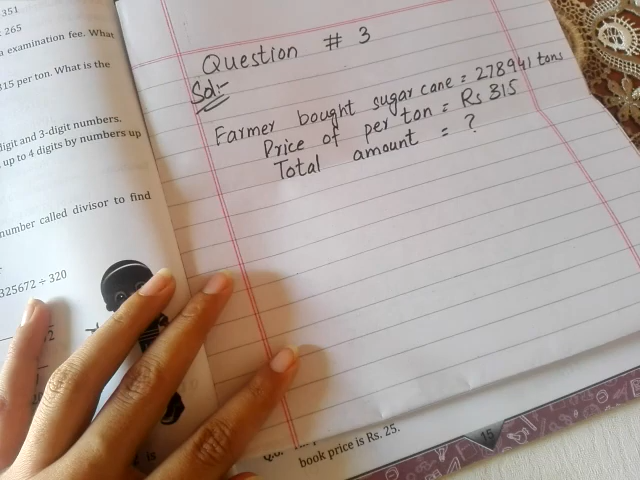 351
265
a examination fee. What
315 per ton. What is the
digit and 3-digit numbers.
up to 4 digits by numbers up
number called divisor to find
325672 ÷ 320
Question # 3
Sol:-
Farmer bought sugar cane = 278941 tons
Price of per ton = Rs 315
Total amount = ?
is
book price is Rs. 25.
15